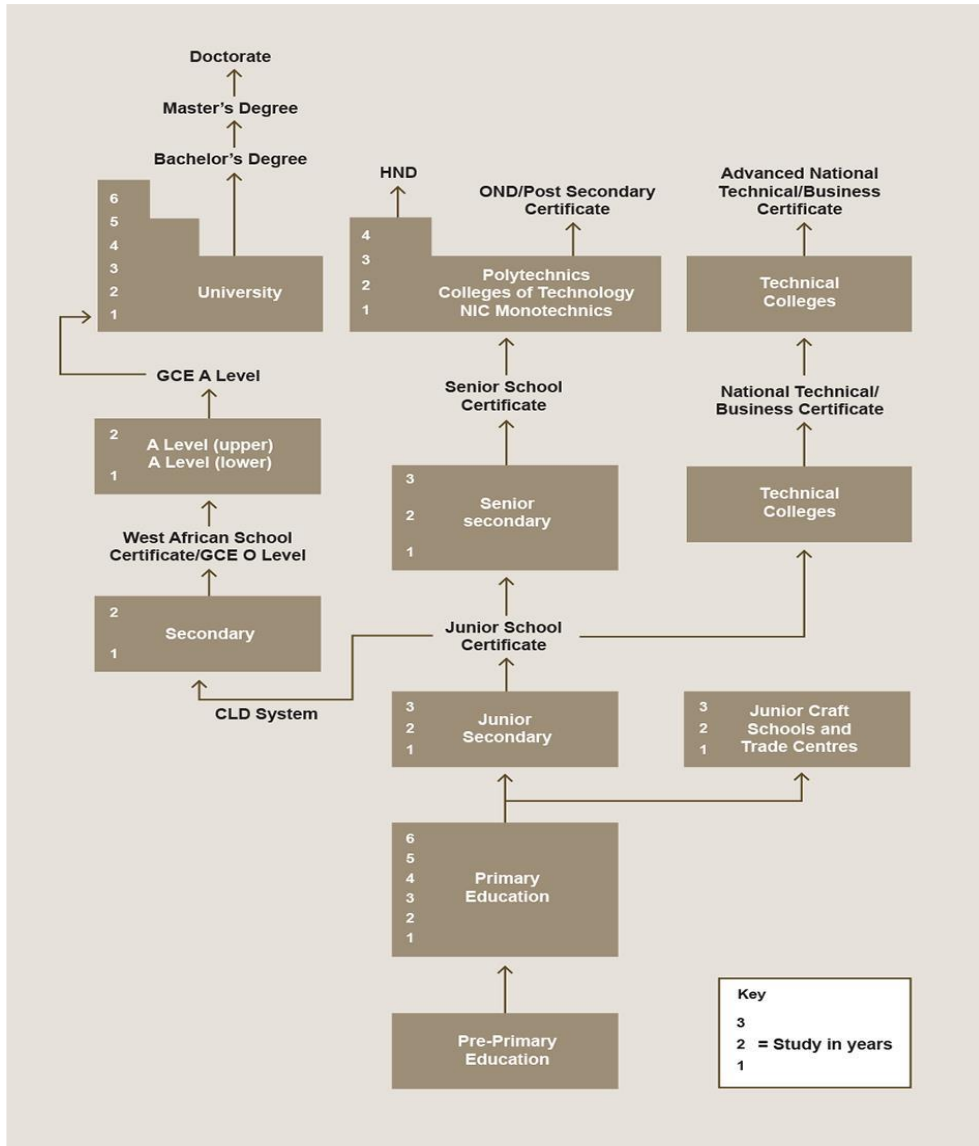 Doctorate
Master's Degree
Bachelor's Degree
6
5
4
3
2
1
University
GCE A Level
2
1
A Level (upper)
A Level (lower)
West African School
Certificate/GCE O Level
2
1
Secondary
CLD System
HND
OND/Post Secondary
Certificate
4
3
2
1
Polytechnics
Colleges of Technology
NIC Monotechnics
Senior School
Certificate
3
2
1
Senior
secondary
Junior School
Certificate
3
2
1
Junior
Secondary
6
5
4
3
2
1
Primary
Education
Pre-Primary
Education
Advanced National
Technical/Business
Certificate
Technical
Colleges
National Technical/
Business Certificate
Technical
Colleges
3
2
1
Junior Craft
Schools and
Trade Centres
Key
3
2 = Study in years
1